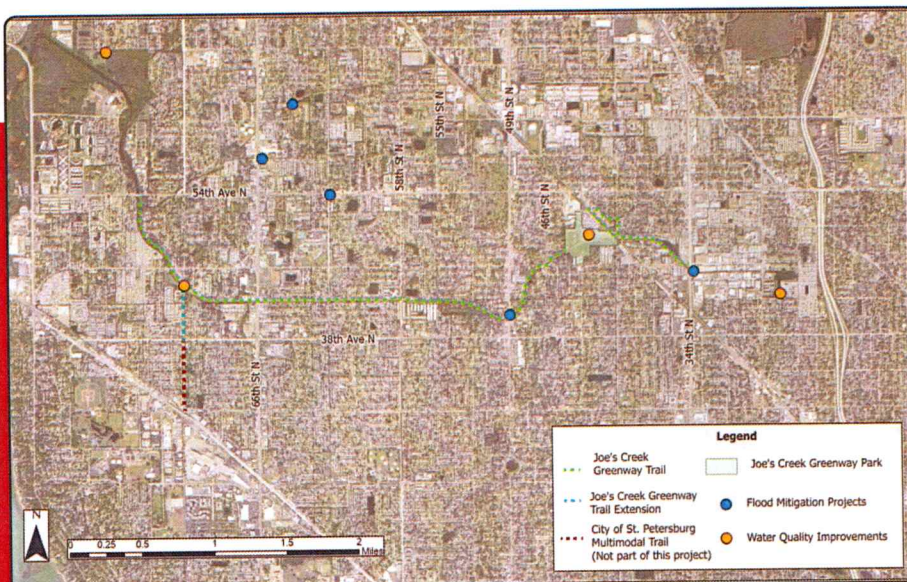 55th St N
49th St N
58th St N
54th Ave N
46th St N
38th Ave N
66th St N
34th St N
Legend
Joe's Creek
Greenway Trail
Joe's Creek Greenway Park
Joe's Creek Greenway
Trail Extension
Flood Mitigation Projects
City of St. Petersburg
Multimodal Trail
(Not part of this project)
Water Quality Improvements
N
0 0.25 0.5 1 1.5 2
Miles